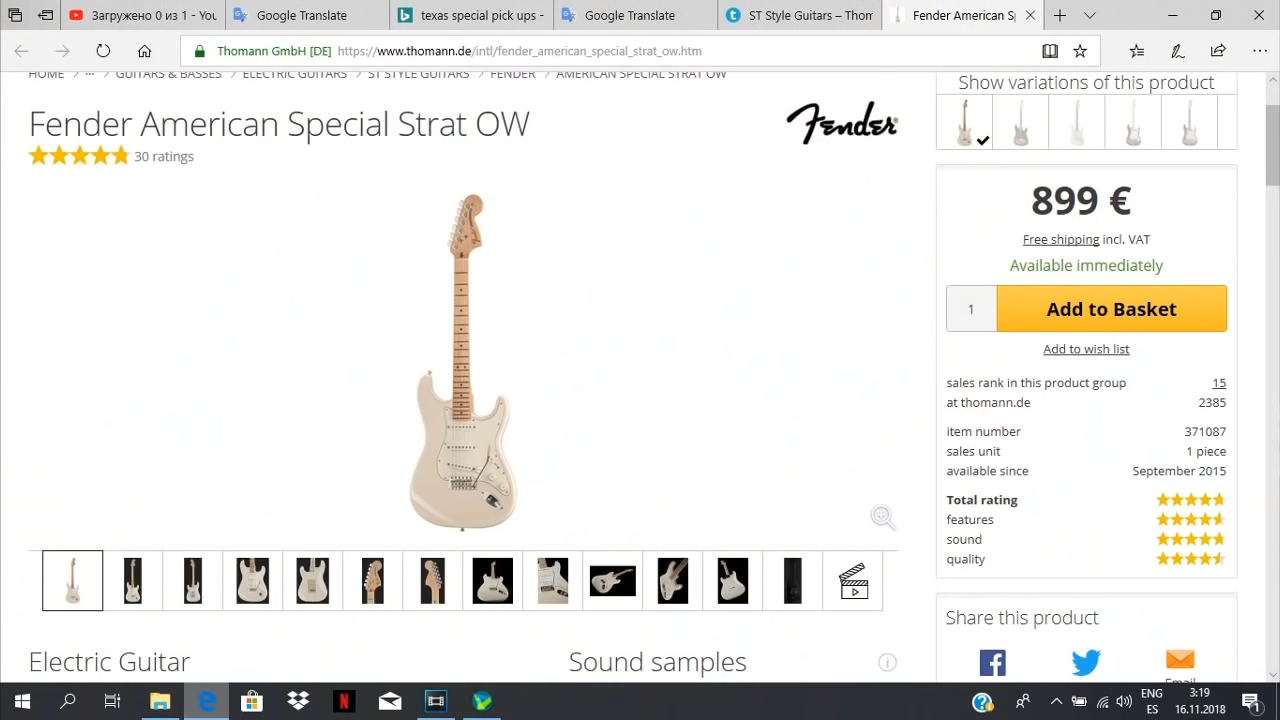 Загружено 0 из 1 - You
Google Translate
texas special pick ups -
Google Translate
ST Style Guitars – Thom
Fender American Sp
Thomann GmbH [DE] https://www.thomann.de/intl/fender_american_special_strat_ow.htm
HOME ... GUITARS & BASSES ELECTRIC GUITARS ST STYLE GUITARS FENDER AMERICAN SPECIAL STRAT OW
Show variations of this product
Fender American Special Strat OW
Fender
30 ratings
899 €
Free shipping incl. VAT
Available immediately
1 Add to Basket
Add to wish list
sales rank in this product group 15
at thomann.de 2385
item number 371087
sales unit 1 piece
available since September 2015
Total rating
features
sound
quality
Share this product
Electric Guitar
Sound samples
ENG
ES
3:19
16.11.2018
1